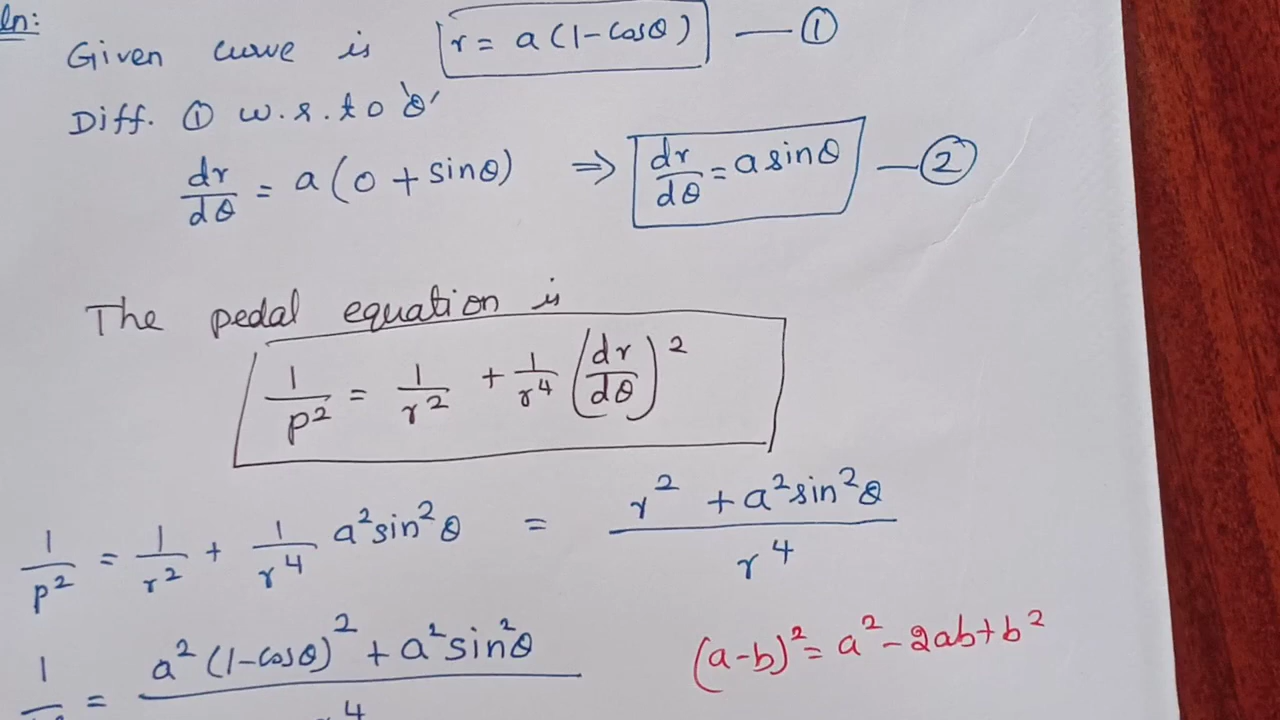 ln:
Given curve is r = a(1-cosθ) — ①
Diff. ① w.r.to 'θ'
dr/dθ = a(0 + sinθ) ⇒ dr/dθ = a sinθ — ②
The pedal equation is
1/p² = 1/r² + 1/r⁴ (dr/dθ)²
1/p² = 1/r² + 1/r⁴ a²sin²θ = (r² + a²sin²θ)/r⁴
1/ = (a²(1-cosθ)² + a²sin²θ)/r⁴
(a-b)² = a² - 2ab + b²